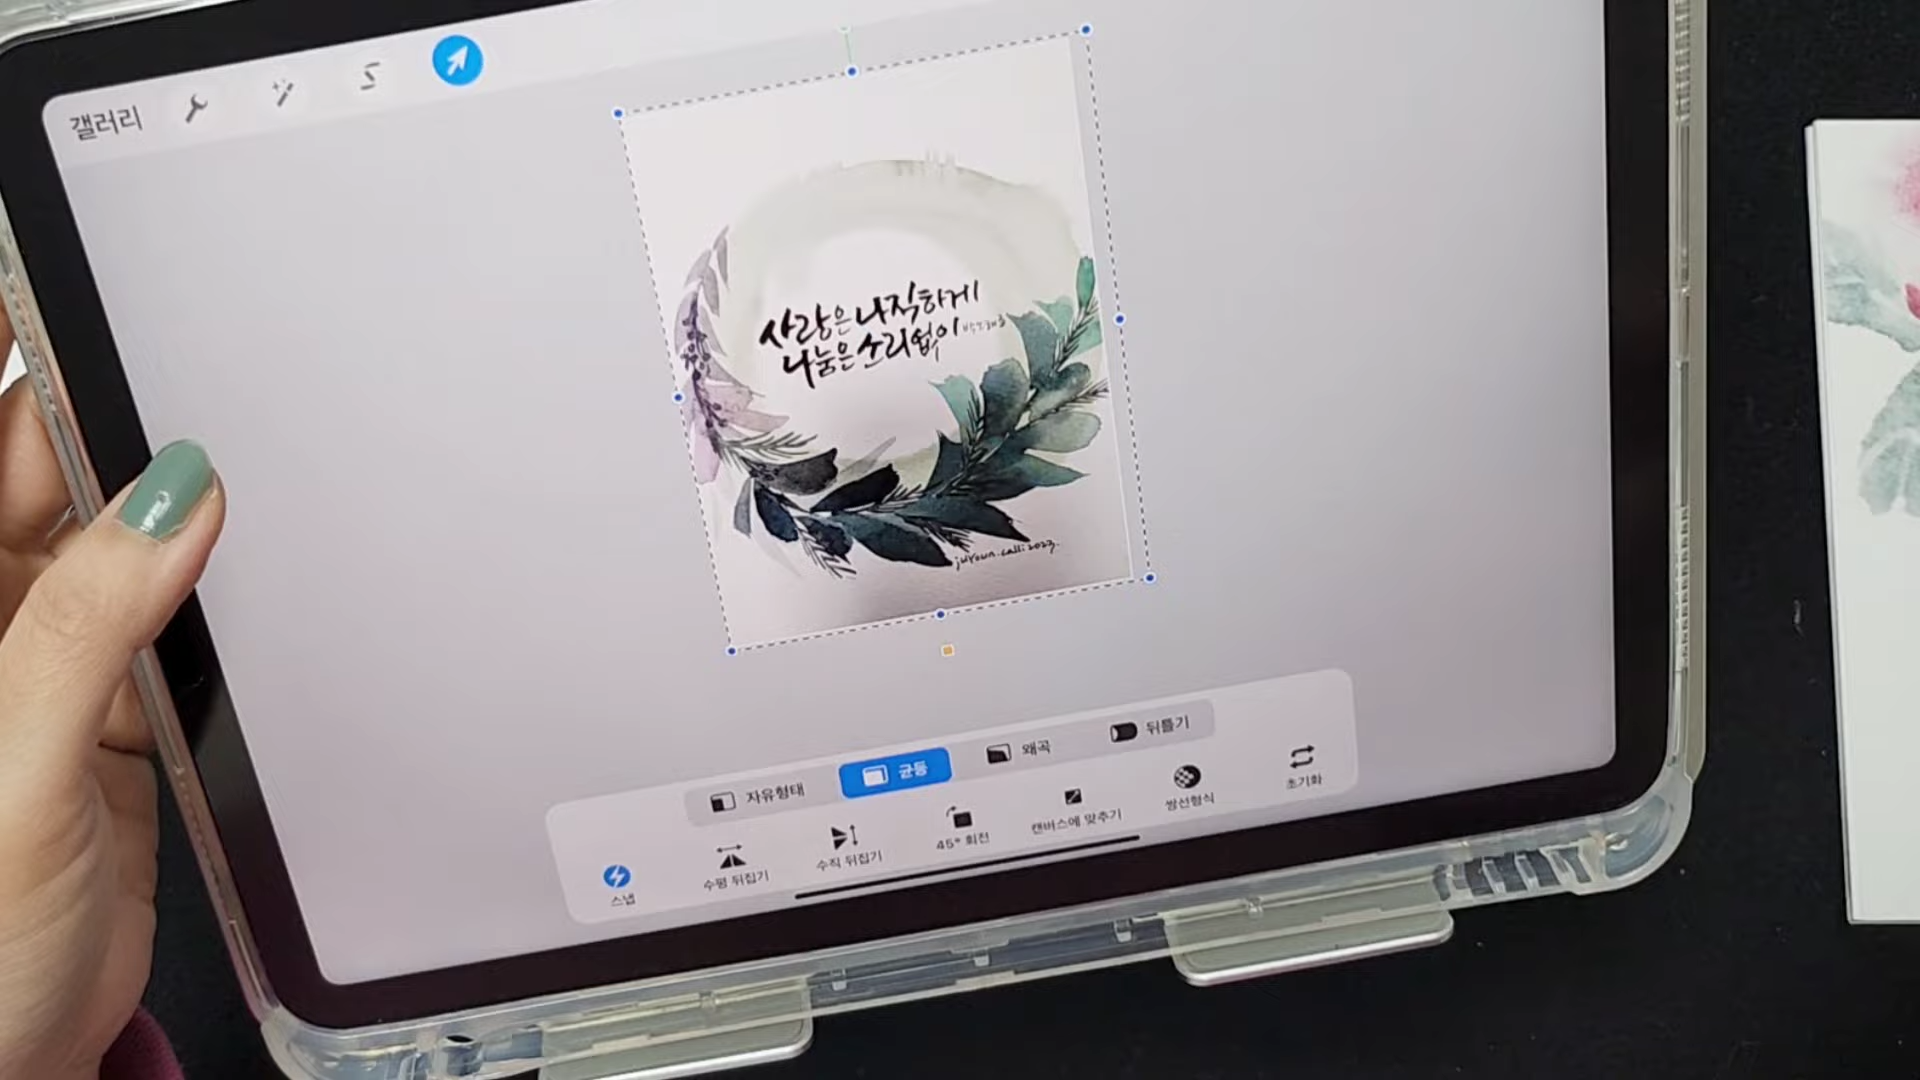 갤러리
사랑은 나직하게
나눔은 소리없이
juyoun.calli 2023.
자유형태 균등 왜곡 뒤틀기
스냅 수평 뒤집기 수직 뒤집기 45° 회전 캔버스에 맞추기 쌍선형식 초기화